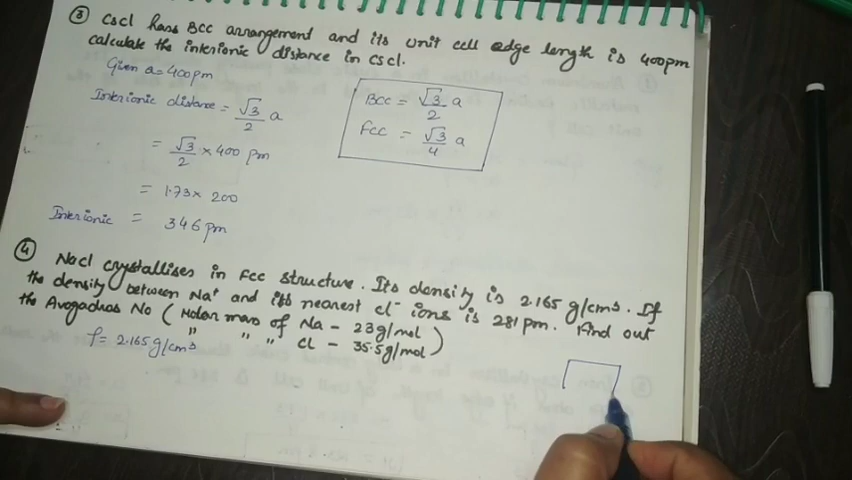 ③ CsCl has BCC arrangement and its unit cell edge length is 400pm
calculate the interionic distance in CsCl.
Given a = 400pm
Interionic distance = √3/2 a
= √3/2 × 400 pm
= 1.73 × 200
Interionic = 346 pm
BCC = √3/2 a
FCC = √3/4 a
④ NaCl crystallises in FCC structure. Its density is 2.165 g/cm3. If
the density between Na+ and its nearest Cl- ions is 281 pm. Find out
the Avogadros No (Molar mass of Na - 23g/mol
" " " Cl - 35.5g/mol)
ρ = 2.165 g/cm3